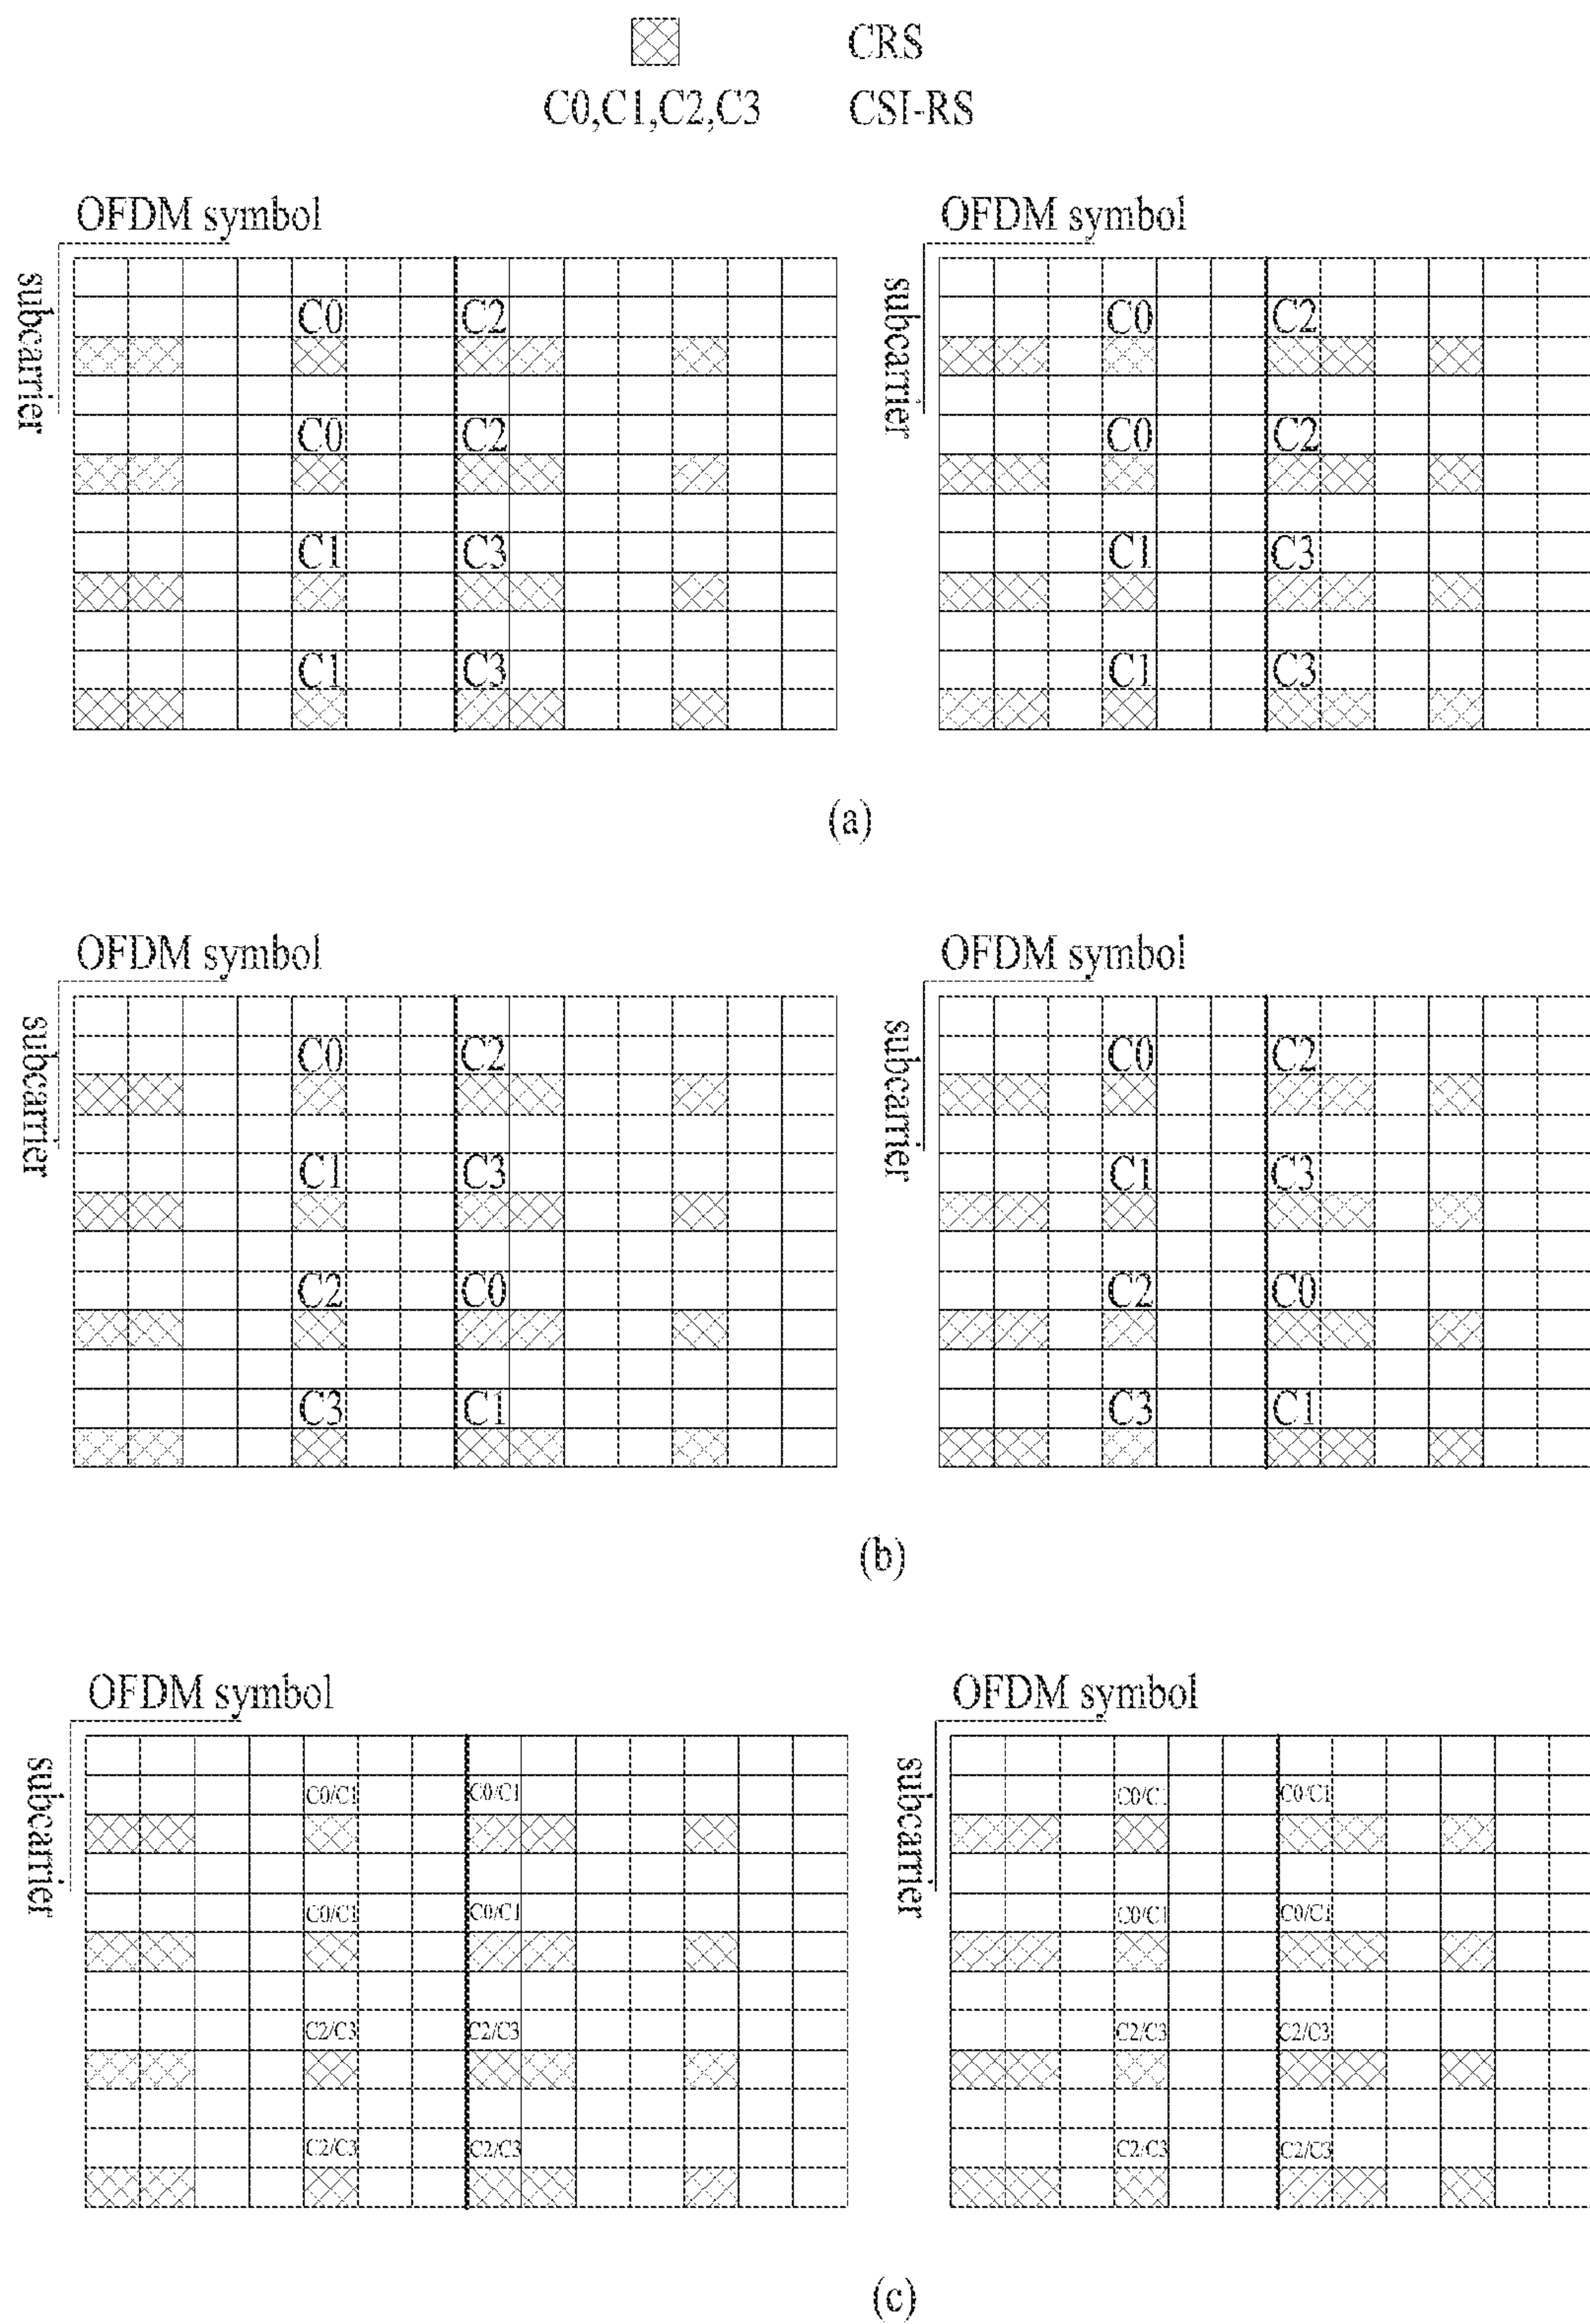 CRS
C0,C1,C2,C3 CSI-RS
OFDM symbol OFDM symbol
subcarrier subcarrier
C0 C2 C0 C2
C0 C2 C0 C2
C1 C3 C1 C3
C1 C3 C1 C3
(a)
OFDM symbol OFDM symbol
subcarrier subcarrier
C0 C2 C0 C2
C1 C3 C1 C3
C2 C0 C2 C0
C3 C1 C3 C1
(b)
OFDM symbol OFDM symbol
subcarrier subcarrier
C0/C1 C0/C1 C0/C1 C0/C1
C0/C1 C0/C1 C0/C1 C0/C1
C2/C3 C2/C3 C2/C3 C2/C3
C2/C3 C2/C3 C2/C3 C2/C3
(c)